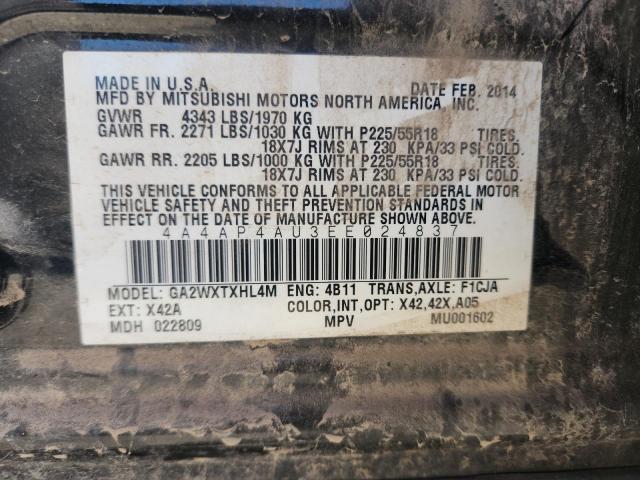 MADE IN U.S.A. DATE FEB. 2014
MFD BY MITSUBISHI MOTORS NORTH AMERICA, INC.
GVWR 4343 LBS/1970 KG
GAWR FR. 2271 LBS/1030 KG WITH P225/55R18 TIRES,
18X7J RIMS AT 230 KPA/33 PSI COLD.
GAWR RR. 2205 LBS/1000 KG WITH P225/55R18 TIRES,
18X7J RIMS AT 230 KPA/33 PSI COLD.
THIS VEHICLE CONFORMS TO ALL APPLICABLE FEDERAL MOTOR
VEHICLE SAFETY AND THEFT PREVENTION STANDARDS IN
EFFECT ON THE DATE OF MANUFACTURE SHOWN ABOVE.
4A4AP4AU3EE024837
MODEL: GA2WXTXHL4M ENG: 4B11 TRANS,AXLE: F1CJA
EXT: X42A COLOR,INT,OPT: X42,42X,A05
MDH 022809 MPV MU001602